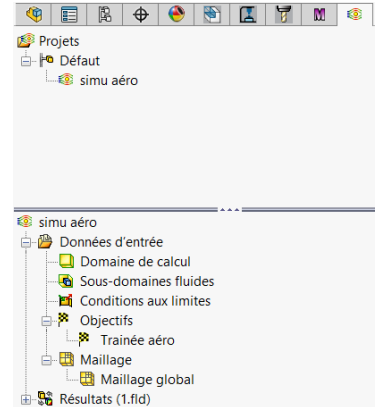 Projets
Défaut
simu aéro
simu aéro
Données d'entrée
Domaine de calcul
Sous-domaines fluides
Conditions aux limites
Objectifs
Trainée aéro
Maillage
Maillage global
Résultats (1.fld)